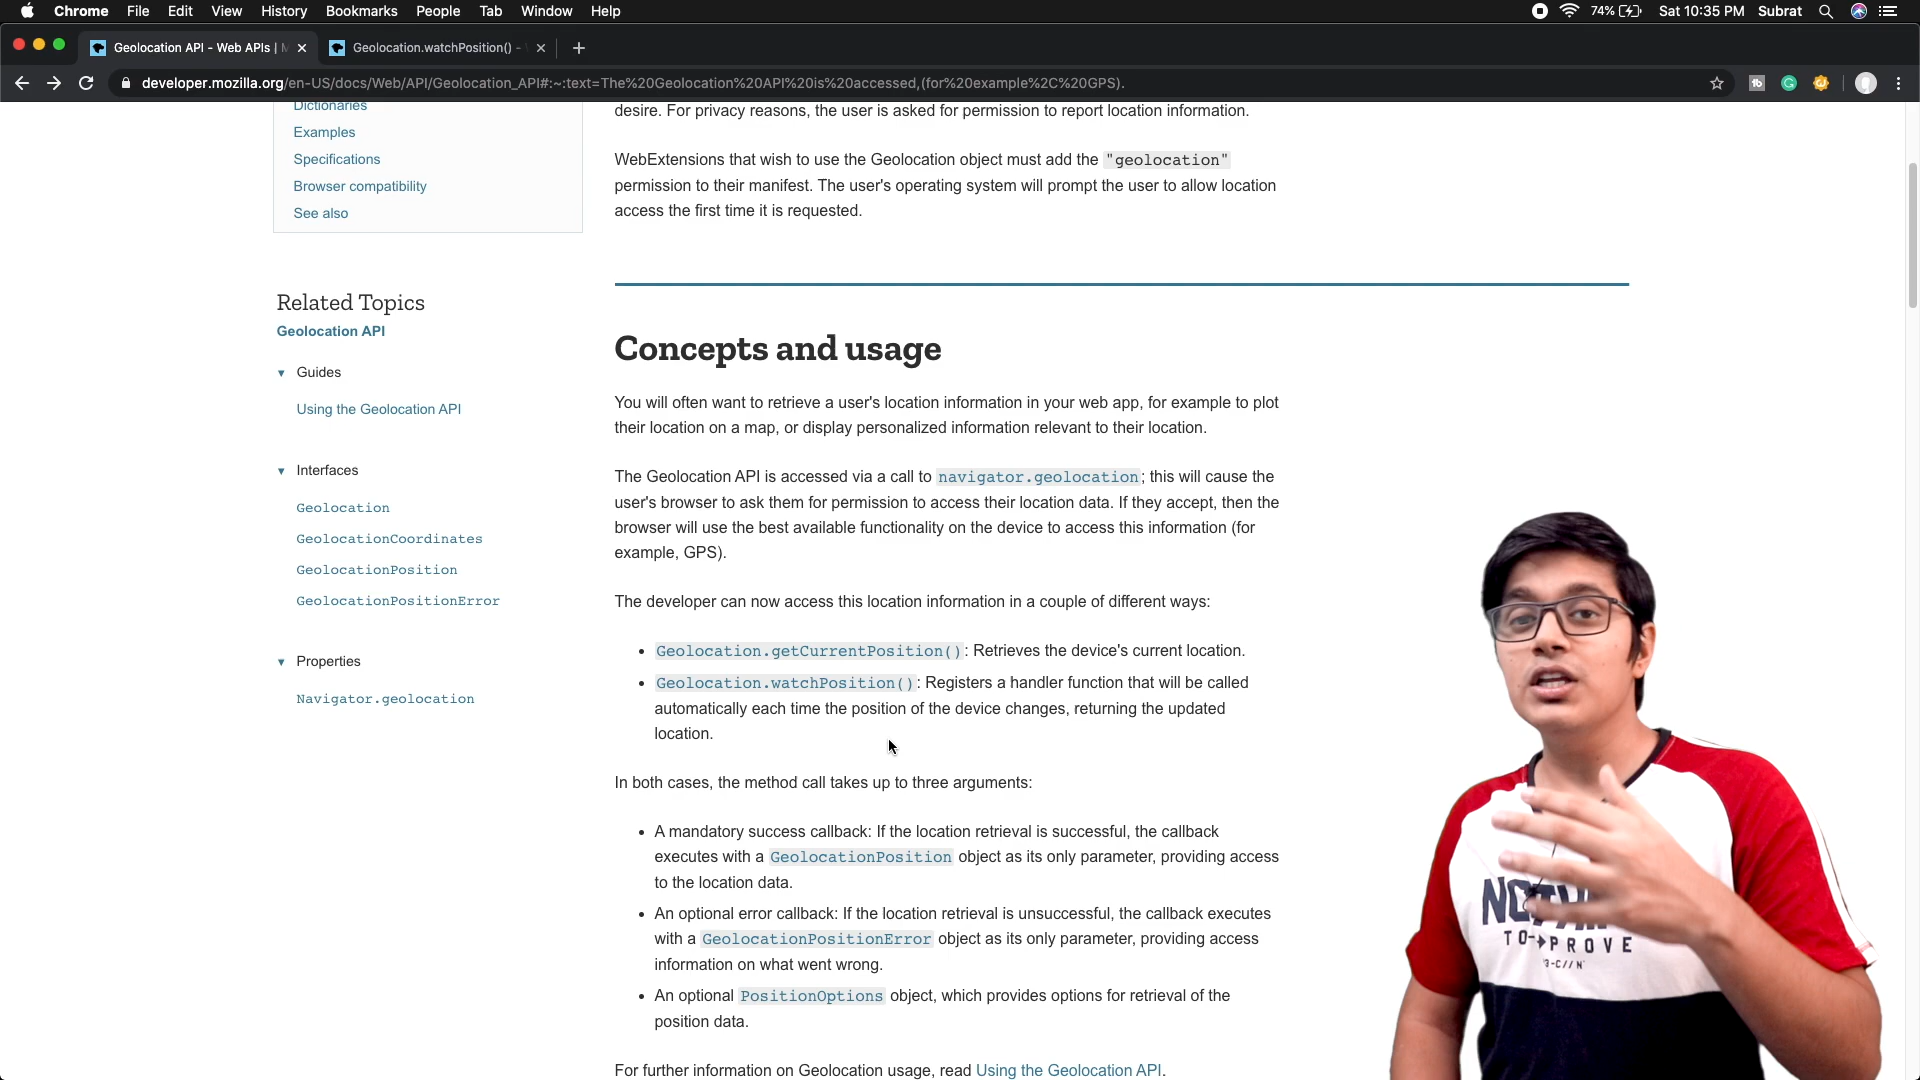 Chrome File Edit View History Bookmarks People Tab Window Help 74% Sat 10:35 PM Subrat
Geolocation API - Web APIs | M Geolocation.watchPosition() -
developer.mozilla.org/en-US/docs/Web/API/Geolocation_API#:~:text=The%20Geolocation%20API%20is%20accessed,(for%20example%2C%20GPS).
Dictionaries
Examples
Specifications
Browser compatibility
See also
Related Topics
Geolocation API
Guides
Using the Geolocation API
Interfaces
Geolocation
GeolocationCoordinates
GeolocationPosition
GeolocationPositionError
Properties
Navigator.geolocation
desire. For privacy reasons, the user is asked for permission to report location information.
WebExtensions that wish to use the Geolocation object must add the "geolocation"
permission to their manifest. The user's operating system will prompt the user to allow location
access the first time it is requested.
Concepts and usage
You will often want to retrieve a user's location information in your web app, for example to plot
their location on a map, or display personalized information relevant to their location.
The Geolocation API is accessed via a call to navigator.geolocation; this will cause the
user's browser to ask them for permission to access their location data. If they accept, then the
browser will use the best available functionality on the device to access this information (for
example, GPS).
The developer can now access this location information in a couple of different ways:
• Geolocation.getCurrentPosition(): Retrieves the device's current location.
• Geolocation.watchPosition(): Registers a handler function that will be called
automatically each time the position of the device changes, returning the updated
location.
In both cases, the method call takes up to three arguments:
• A mandatory success callback: If the location retrieval is successful, the callback
executes with a GeolocationPosition object as its only parameter, providing access
to the location data.
• An optional error callback: If the location retrieval is unsuccessful, the callback executes
with a GeolocationPositionError object as its only parameter, providing access
information on what went wrong.
• An optional PositionOptions object, which provides options for retrieval of the
position data.
For further information on Geolocation usage, read Using the Geolocation API.
TO PROVE